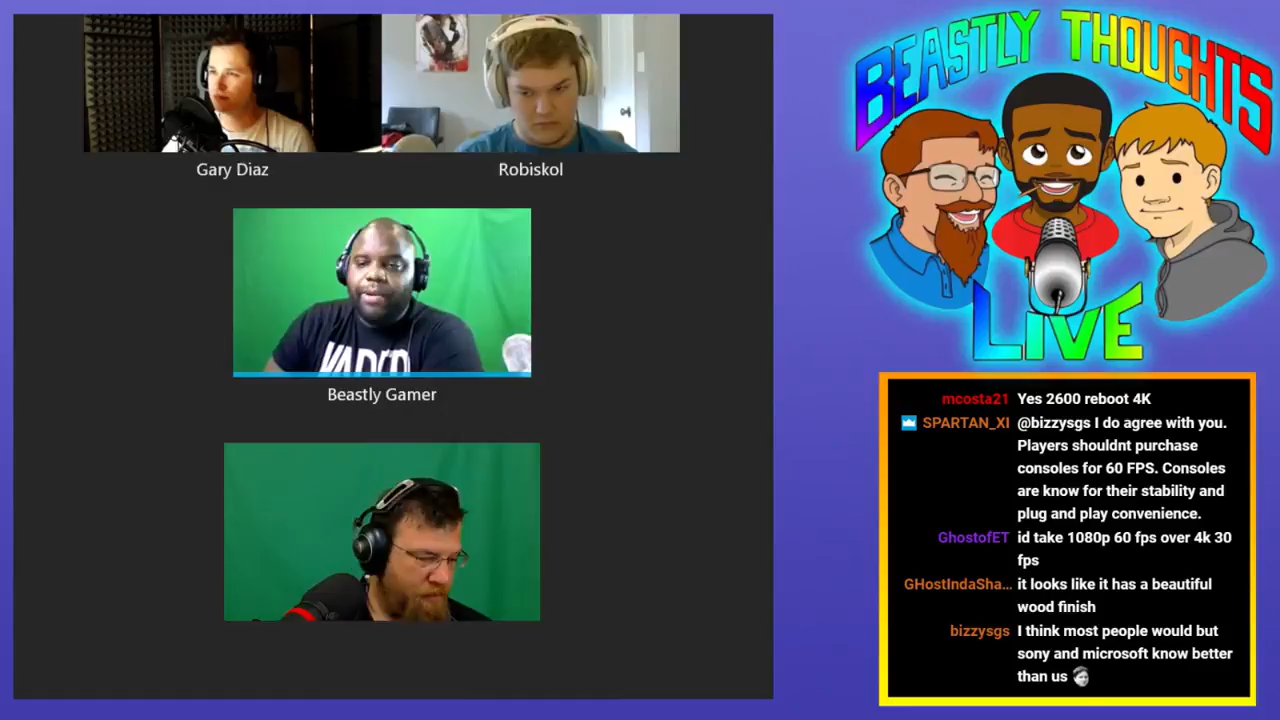 BEASTLY THOUGHTS
LIVE
Gary Diaz
Robiskol
Beastly Gamer
mcosta21 Yes 2600 reboot 4K
SPARTAN_XI @bizzysgs I do agree with you.
Players shouldnt purchase
consoles for 60 FPS. Consoles
are know for their stability and
plug and play convenience.
GhostofET id take 1080p 60 fps over 4k 30
fps
GHostIndaSha... it looks like it has a beautiful
wood finish
bizzysgs I think most people would but
sony and microsoft know better
than us